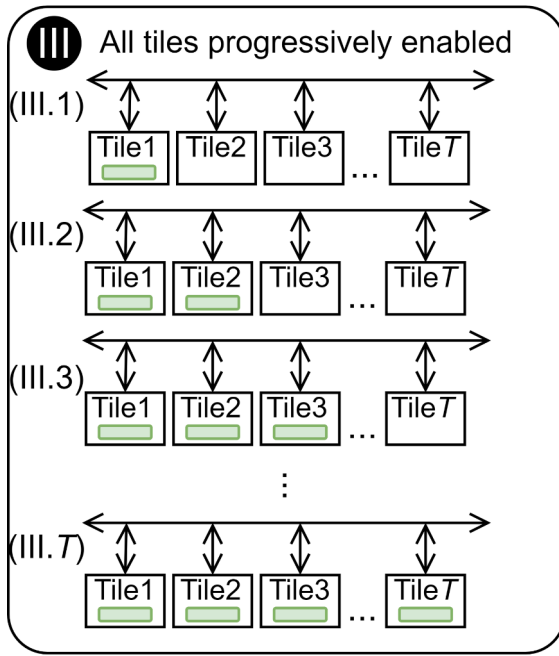 III All tiles progressively enabled
(III.1)
Tile1 Tile2 Tile3 ... TileT
(III.2)
Tile1 Tile2 Tile3 ... TileT
(III.3)
Tile1 Tile2 Tile3 ... TileT
⋮
(III.T)
Tile1 Tile2 Tile3 ... TileT